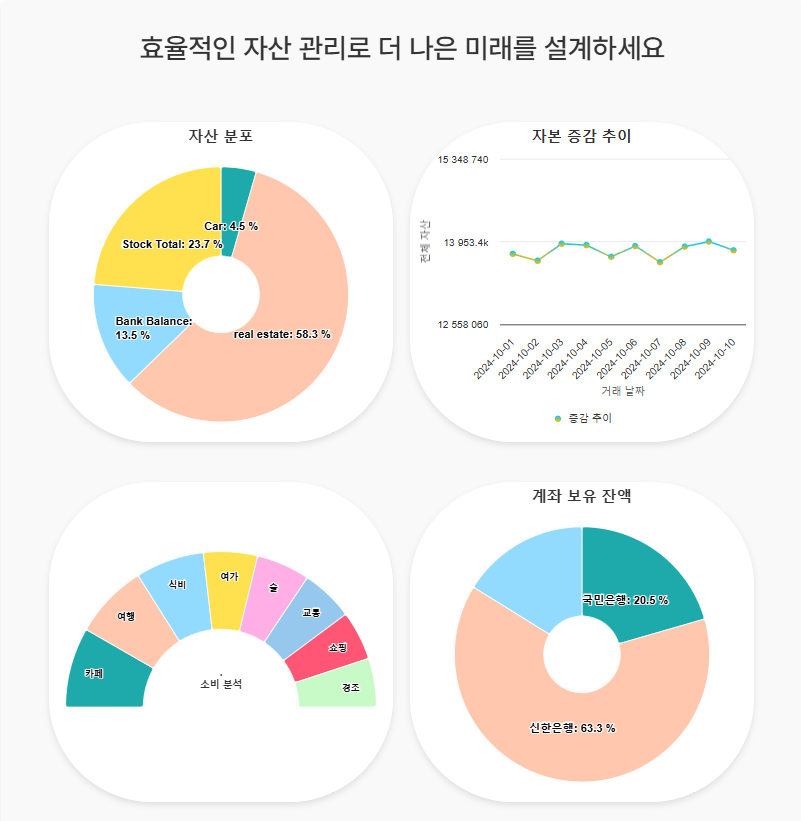 효율적인 자산 관리로 더 나은 미래를 설계하세요
자산 분포
Car: 4.5 %
Stock Total: 23.7 %
Bank Balance:
13.5 %
real estate: 58.3 %
자본 증감 추이
15 348 740
13 953.4k
12 558 060
전체 자산
2024-10-01
2024-10-02
2024-10-03
2024-10-04
2024-10-05
2024-10-06
2024-10-07
2024-10-08
2024-10-09
2024-10-10
거래 날짜
증감 추이
카페
여행
식비
여가
술
교통
쇼핑
경조
소비 분석
계좌 보유 잔액
국민은행: 20.5 %
신한은행: 63.3 %